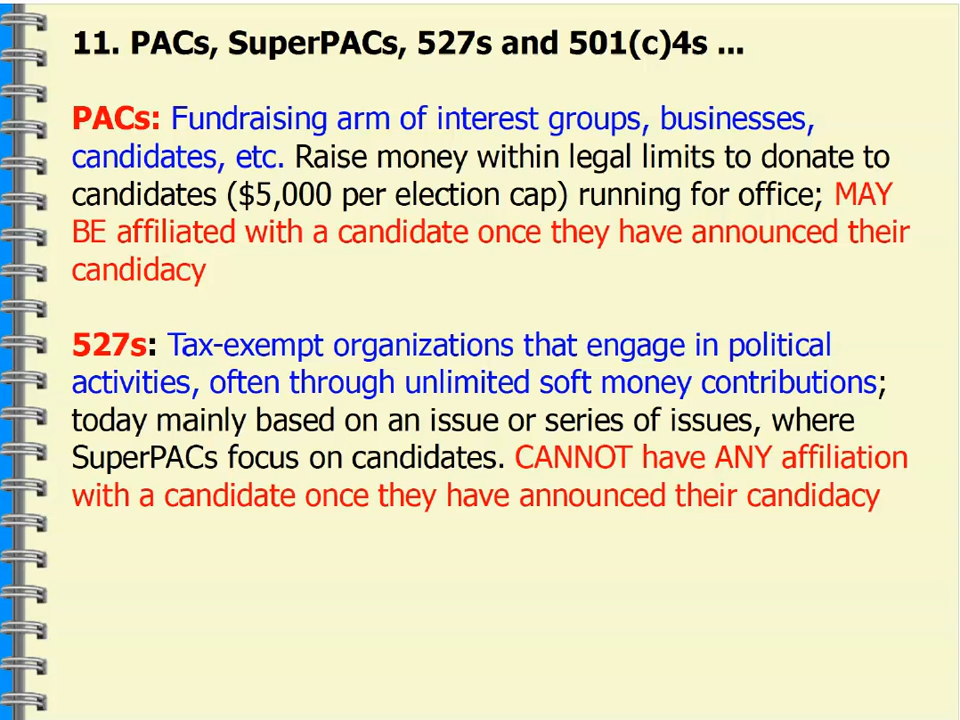 11. PACs, SuperPACs, 527s and 501(c)4s ...
PACs: Fundraising arm of interest groups, businesses,
candidates, etc. Raise money within legal limits to donate to
candidates ($5,000 per election cap) running for office; MAY
BE affiliated with a candidate once they have announced their
candidacy
527s: Tax-exempt organizations that engage in political
activities, often through unlimited soft money contributions;
today mainly based on an issue or series of issues, where
SuperPACs focus on candidates. CANNOT have ANY affiliation
with a candidate once they have announced their candidacy